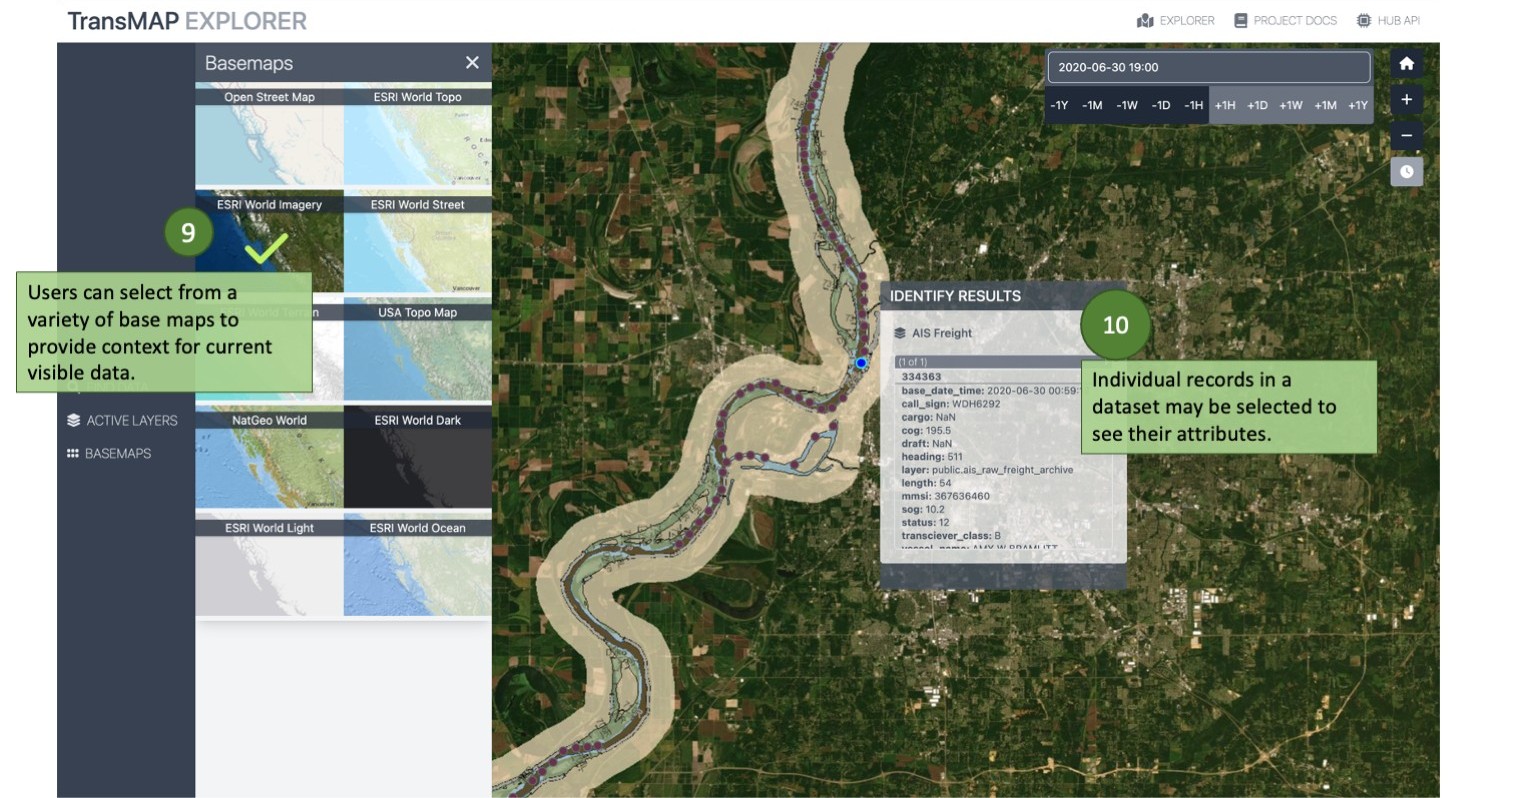 TransMAP EXPLORER
EXPLORER
PROJECT DOCS
HUB API
Basemaps
Open Street Map
ESRI World Topo
ESRI World Imagery
ESRI World Street
Vancouver
USA Topo Map
NatGeo World
ESRI World Dark
ESRI World Light
ESRI World Ocean
9
Users can select from a
variety of base maps to
provide context for current
visible data.
ACTIVE LAYERS
BASEMAPS
2020-06-30 19:00
-1Y -1M -1W -1D -1H +1H +1D +1W +1M +1Y
IDENTIFY RESULTS
AIS Freight
(1 of 1)
334363
base_date_time: 2020-06-30 00:59:
call_sign: WDH6292
cargo: NaN
cog: 195.5
draft: NaN
heading: 511
layer: public.ais_raw_freight_archive
length: 54
mmsi: 367636460
sog: 10.2
status: 12
transciever_class: B
vessel_name: AMY W BRAMLITT
10
Individual records in a
dataset may be selected to
see their attributes.